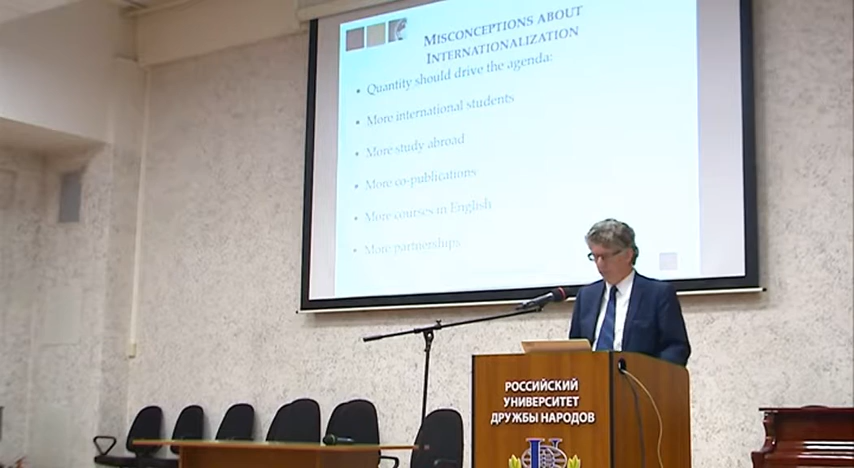 MISCONCEPTIONS ABOUT
INTERNATIONALIZATION
• Quantity should drive the agenda:
• More international students
• More study abroad
• More co-publications
• More courses in English
• More partnerships
РОССИЙСКИЙ
УНИВЕРСИТЕТ
ДРУЖБЫ НАРОДОВ